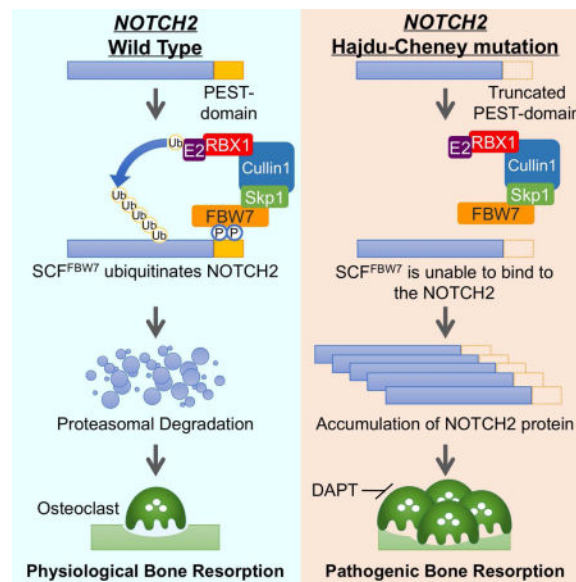 NOTCH2
Wild Type
PEST-
domain
Ub
E2
RBX1
Cullin1
Skp1
FBW7
Ub
Ub
Ub
Ub
Ub
P P
SCFFBW7 ubiquitinates NOTCH2
Proteasomal Degradation
Osteoclast
Physiological Bone Resorption
NOTCH2
Hajdu-Cheney mutation
Truncated
PEST-domain
E2
RBX1
Cullin1
Skp1
FBW7
SCFFBW7 is unable to bind to
the NOTCH2
Accumulation of NOTCH2 protein
DAPT
Pathogenic Bone Resorption